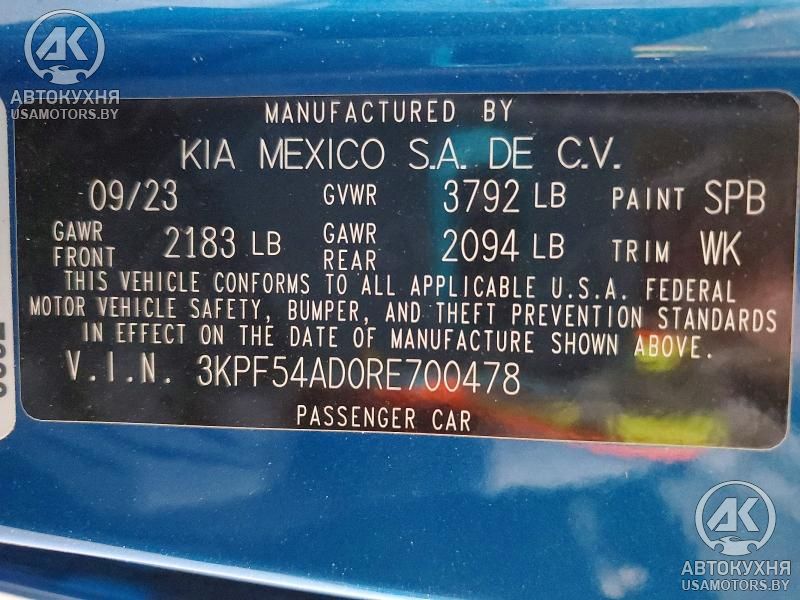 AK
АВТОКУХНЯ
USAMOTORS.BY
MANUFACTURED BY
KIA MEXICO S.A. DE C.V.
09/23 GVWR 3792 LB PAINT SPB
GAWR FRONT 2183 LB GAWR REAR 2094 LB TRIM WK
THIS VEHICLE CONFORMS TO ALL APPLICABLE U.S.A. FEDERAL
MOTOR VEHICLE SAFETY, BUMPER, AND THEFT PREVENTION STANDARDS
IN EFFECT ON THE DATE OF MANUFACTURE SHOWN ABOVE.
V.I.N. 3KPF54AD0RE700478
PASSENGER CAR
AK
АВТОКУХНЯ
USAMOTORS.BY